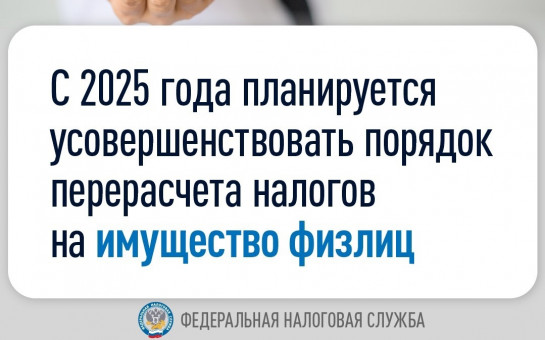 С 2025 года планируется
усовершенствовать порядок
перерасчета налогов
на имущество физлиц
ФЕДЕРАЛЬНАЯ НАЛОГОВАЯ СЛУЖБА